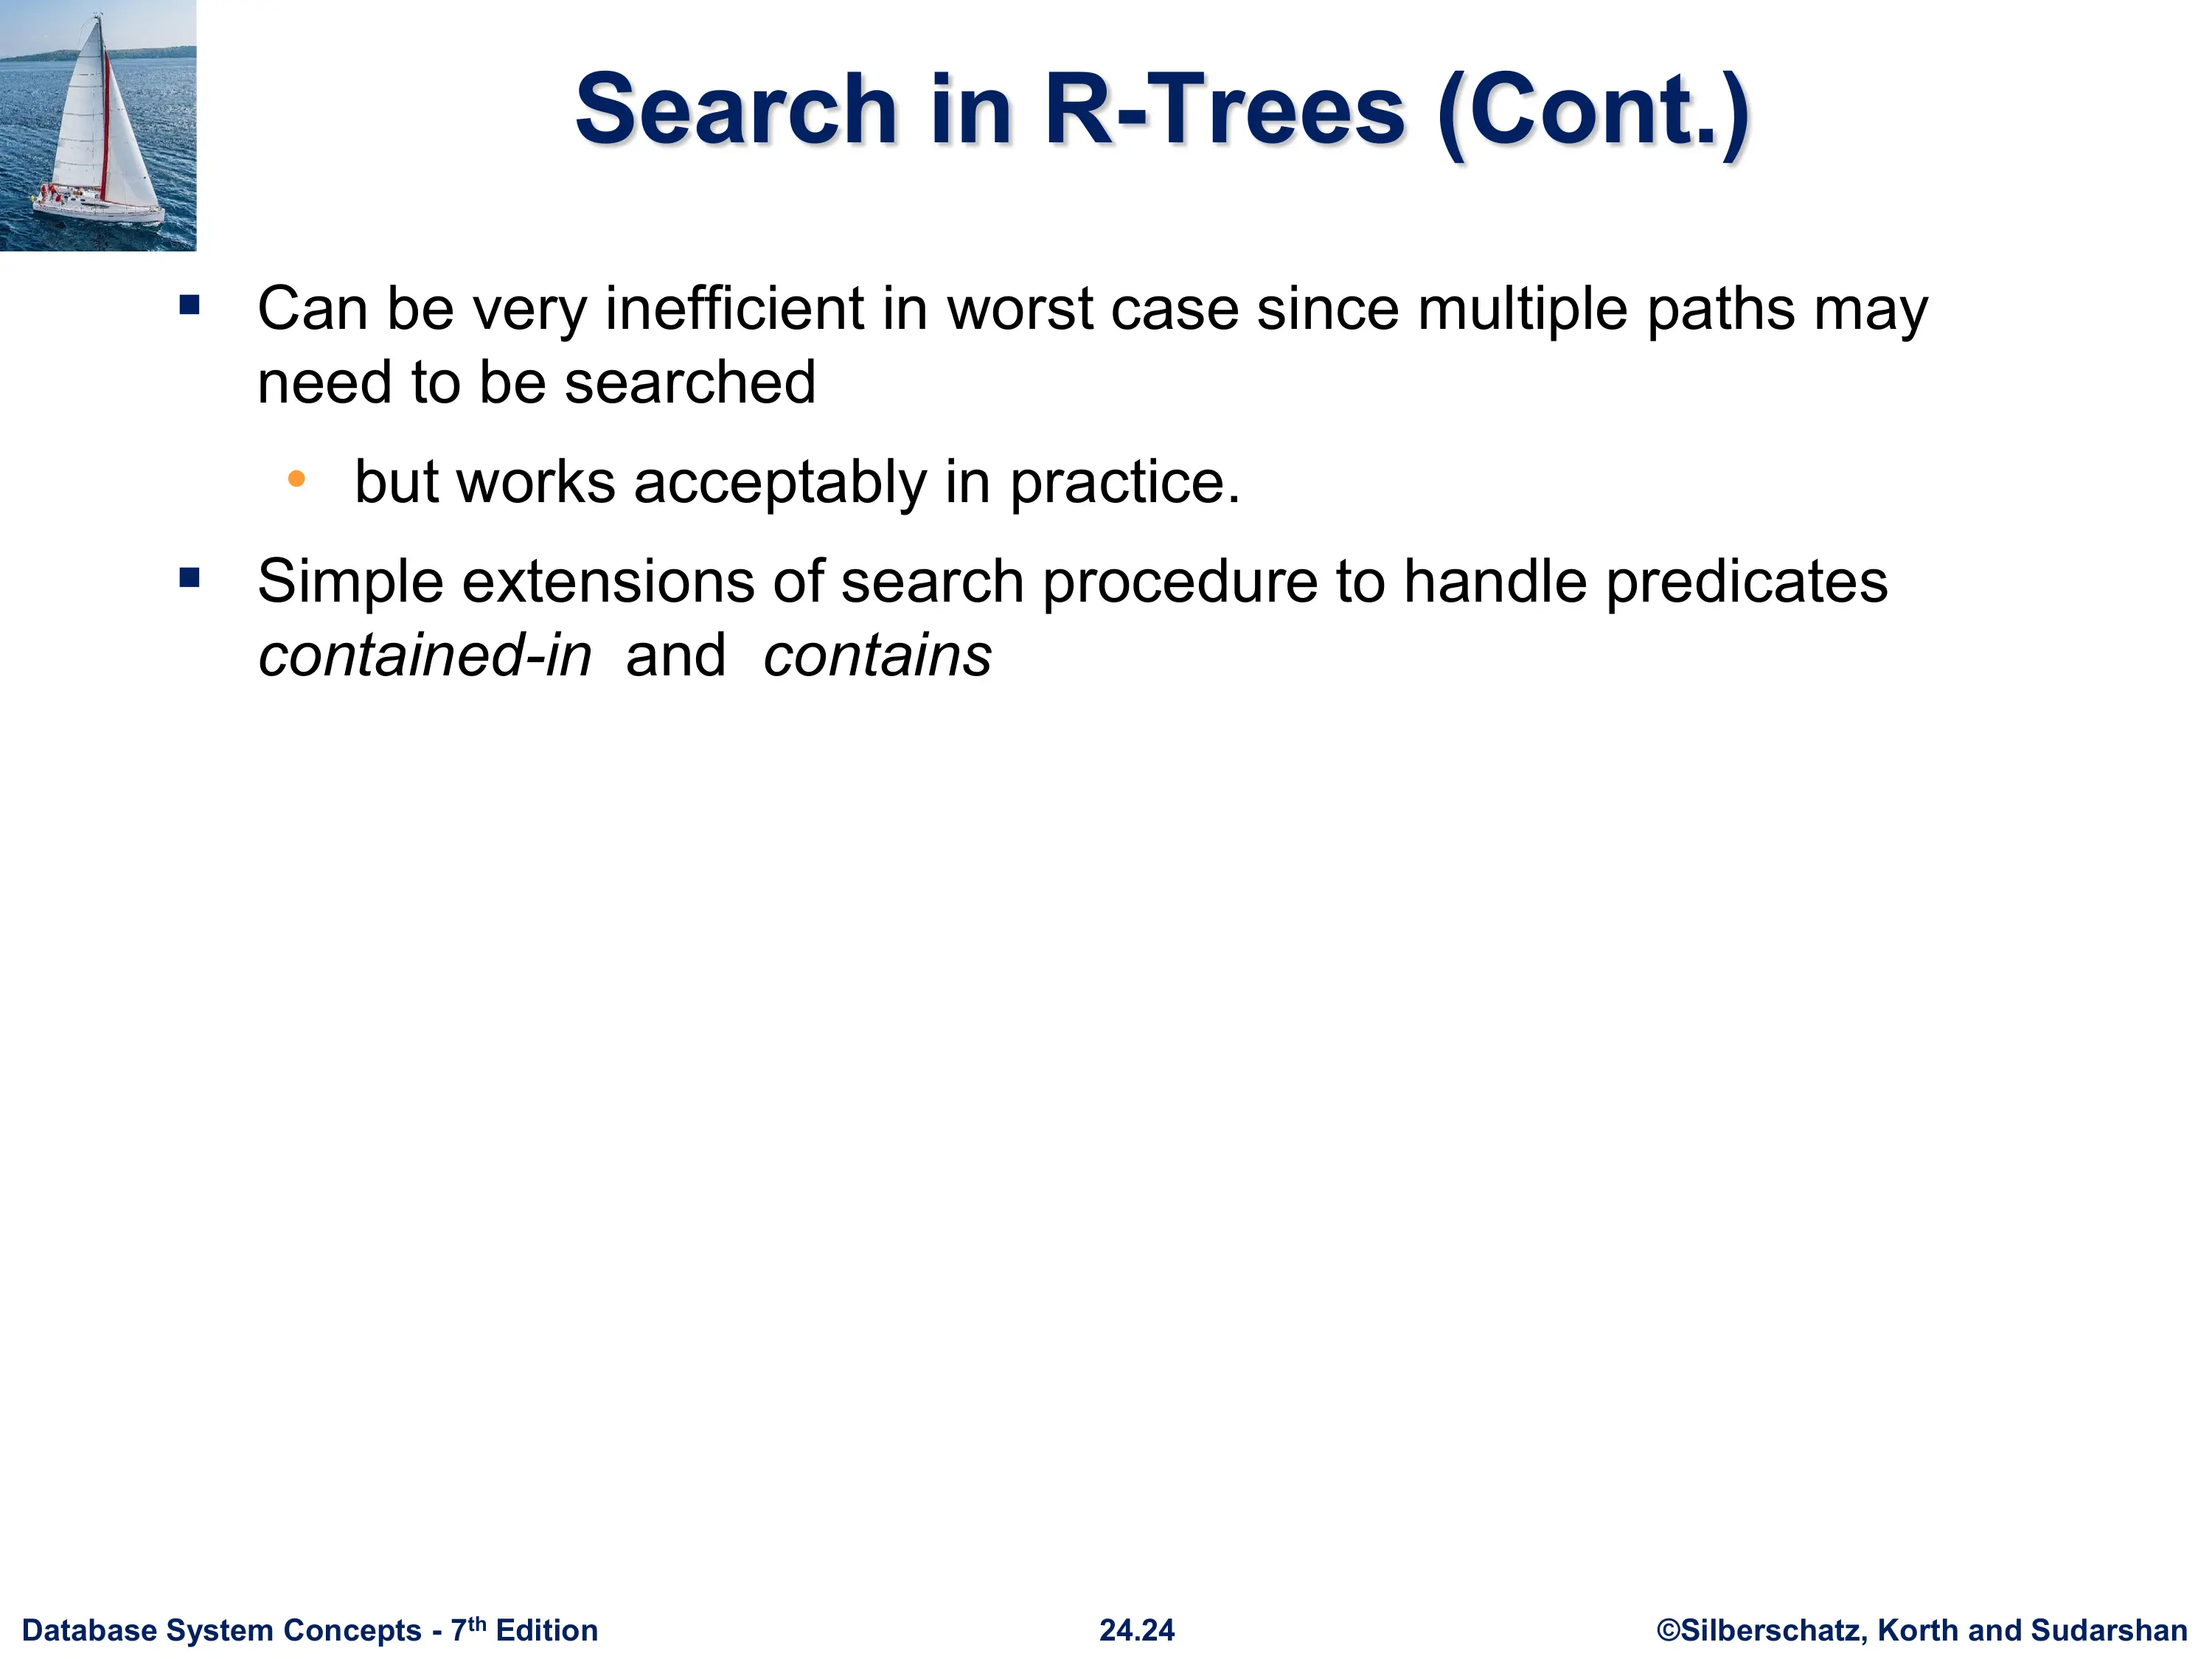 Search in R-Trees (Cont.)
Can be very inefficient in worst case since multiple paths may
need to be searched
but works acceptably in practice.
Simple extensions of search procedure to handle predicates
contained-in and contains
Database System Concepts - 7th Edition
24.24
©Silberschatz, Korth and Sudarshan